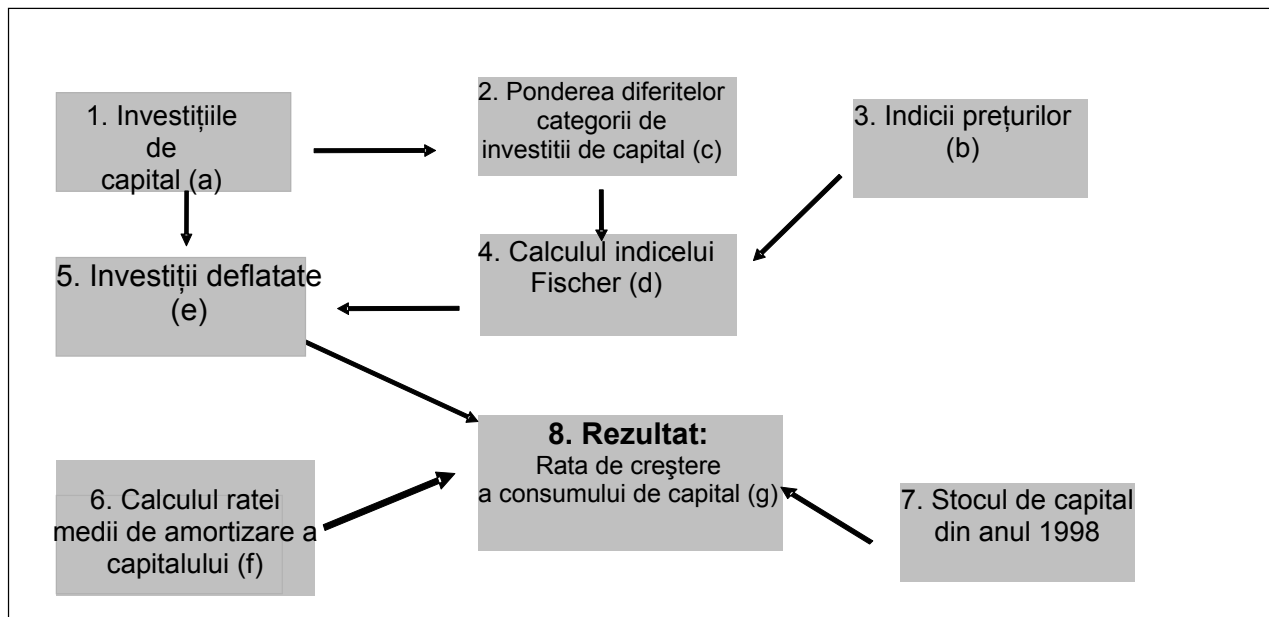 1. Investițiile
de
capital (a)
2. Ponderea diferitelor
categorii de
investitii de capital (c)
3. Indicii prețurilor
(b)
4. Calculul indicelui
Fischer (d)
5. Investiții deflatate
(e)
6. Calculul ratei
medii de amortizare a
capitalului (f)
7. Stocul de capital
din anul 1998
8. Rezultat:
Rata de creştere
a consumului de capital (g)